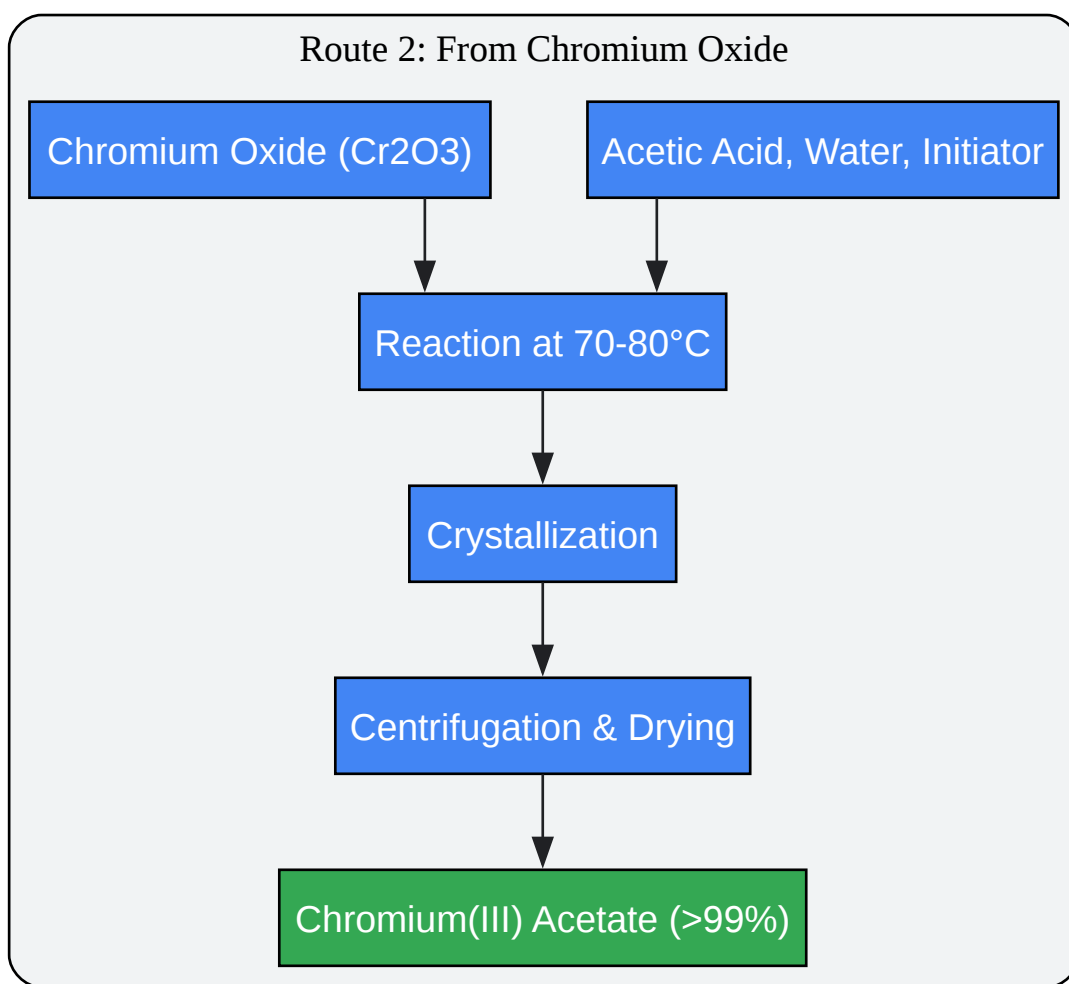 Route 2: From Chromium Oxide
Chromium Oxide (Cr2O3)
Acetic Acid, Water, Initiator
Reaction at 70-80°C
Crystallization
Centrifugation & Drying
Chromium(III) Acetate (>99%)